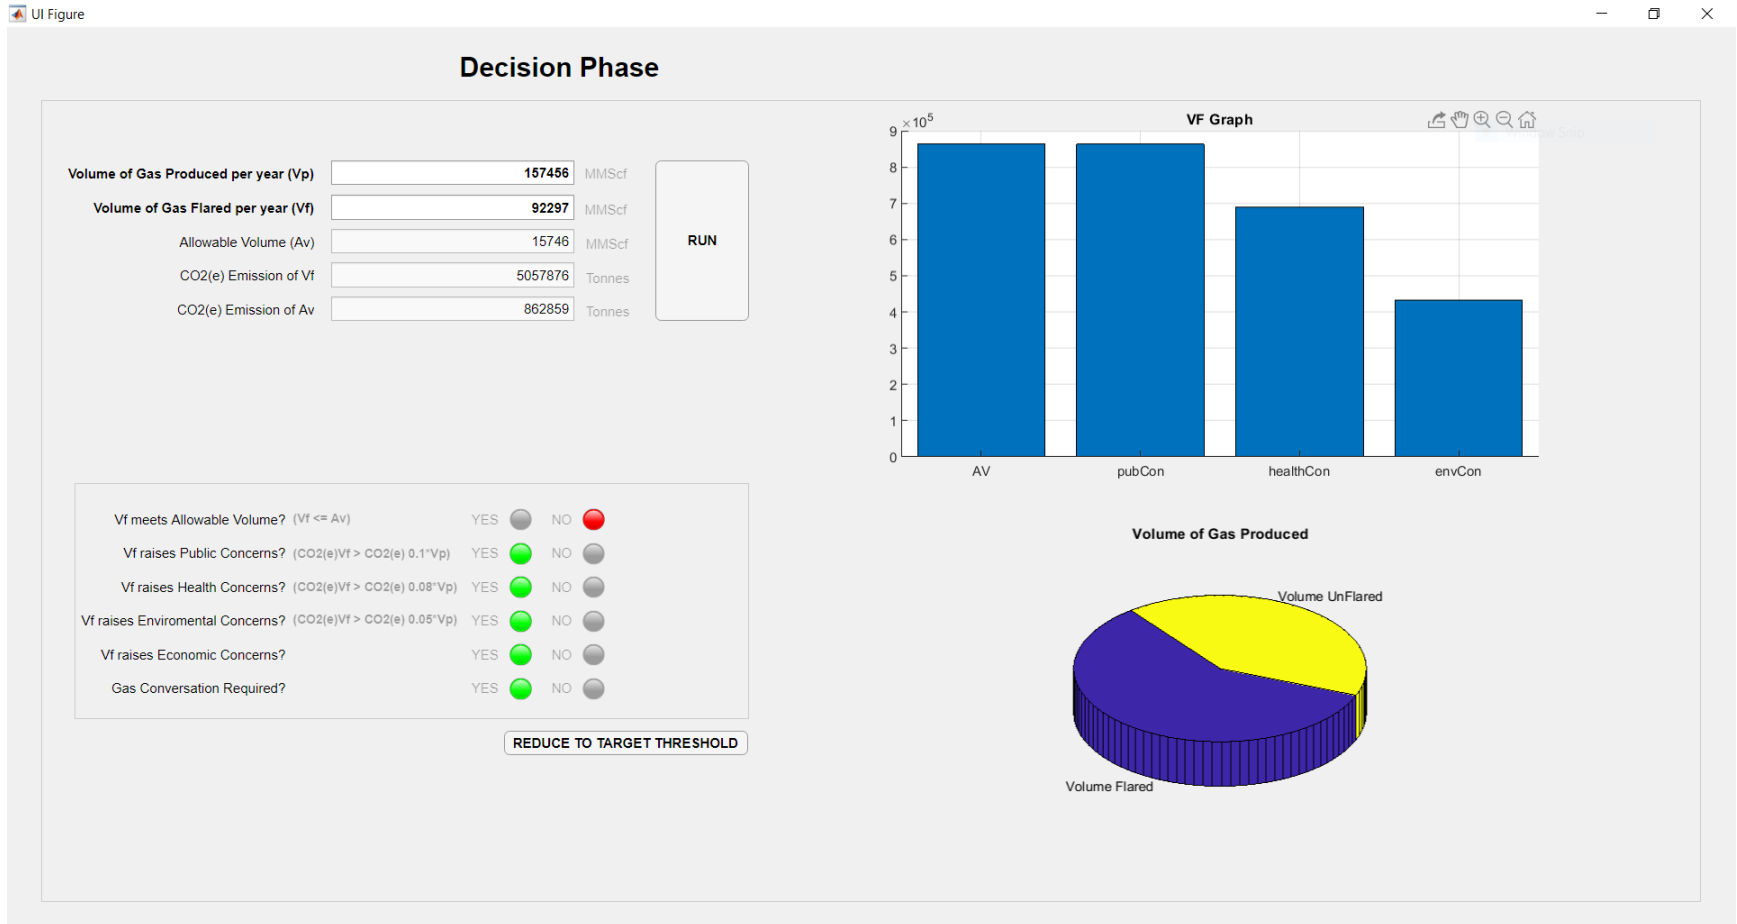 UI Figure
Decision Phase
Volume of Gas Produced per year (Vp) 157456 MMScf
Volume of Gas Flared per year (Vf) 92297 MMScf
Allowable Volume (Av) 15746 MMScf
CO2(e) Emission of Vf 5057876 Tonnes
CO2(e) Emission of Av 862859 Tonnes
RUN
Vf meets Allowable Volume? (Vf <= Av) YES NO
Vf raises Public Concerns? (CO2(e)Vf > CO2(e) 0.1*Vp) YES NO
Vf raises Health Concerns? (CO2(e)Vf > CO2(e) 0.08*Vp) YES NO
Vf raises Enviromental Concerns? (CO2(e)Vf > CO2(e) 0.05*Vp) YES NO
Vf raises Economic Concerns? YES NO
Gas Conversation Required? YES NO
REDUCE TO TARGET THRESHOLD
VF Graph
×10^5
9
8
7
6
5
4
3
2
1
0
AV pubCon healthCon envCon
Volume of Gas Produced
Volume UnFlared
Volume Flared